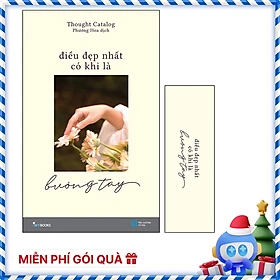 Thought Catalog
Phương Hoa dịch
điều đẹp nhất
có khi là
buông tay
điều đẹp nhất
có khi là
buông tay
MIỄN PHÍ GÓI QUÀ